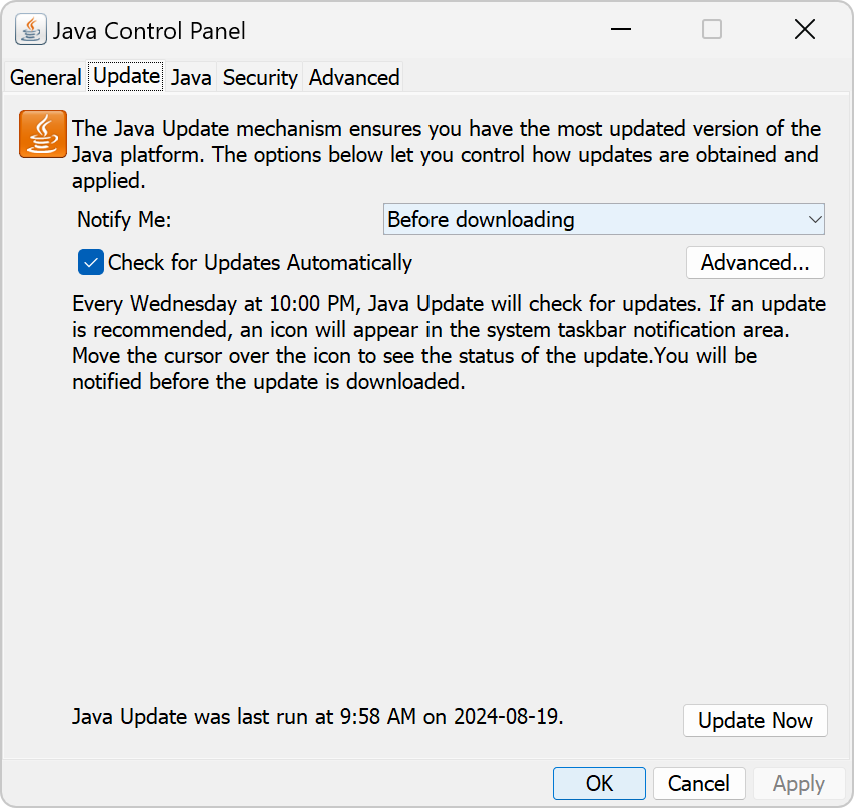 Java Control Panel
General Update Java Security Advanced
The Java Update mechanism ensures you have the most updated version of the
Java platform. The options below let you control how updates are obtained and
applied.
Notify Me: Before downloading
Check for Updates Automatically Advanced...
Every Wednesday at 10:00 PM, Java Update will check for updates. If an update
is recommended, an icon will appear in the system taskbar notification area.
Move the cursor over the icon to see the status of the update.You will be
notified before the update is downloaded.
Java Update was last run at 9:58 AM on 2024-08-19. Update Now
OK Cancel Apply